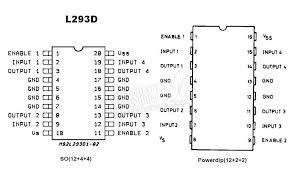 L293D
ENABLE 1 1 20 Vss
INPUT 1 2 19 INPUT 4
OUTPUT 1 3 18 OUTPUT 4
GND 4 17 GND
GND 5 16 GND
GND 6 15 GND
GND 7 14 GND
OUTPUT 2 8 13 OUTPUT 3
INPUT 2 9 12 INPUT 3
Vs 10 11 ENABLE 2
M92L293D1-02
SO(12+4+4)
ENABLE 1 1 16 VSS
INPUT 1 2 15 INPUT 4
OUTPUT 1 3 14 OUTPUT 4
GND 4 13 GND
GND 5 12 GND
OUTPUT 2 6 11 OUTPUT 3
INPUT 2 7 10 INPUT 3
VS 8 9 ENABLE 2
Powerdip(12+2+2)